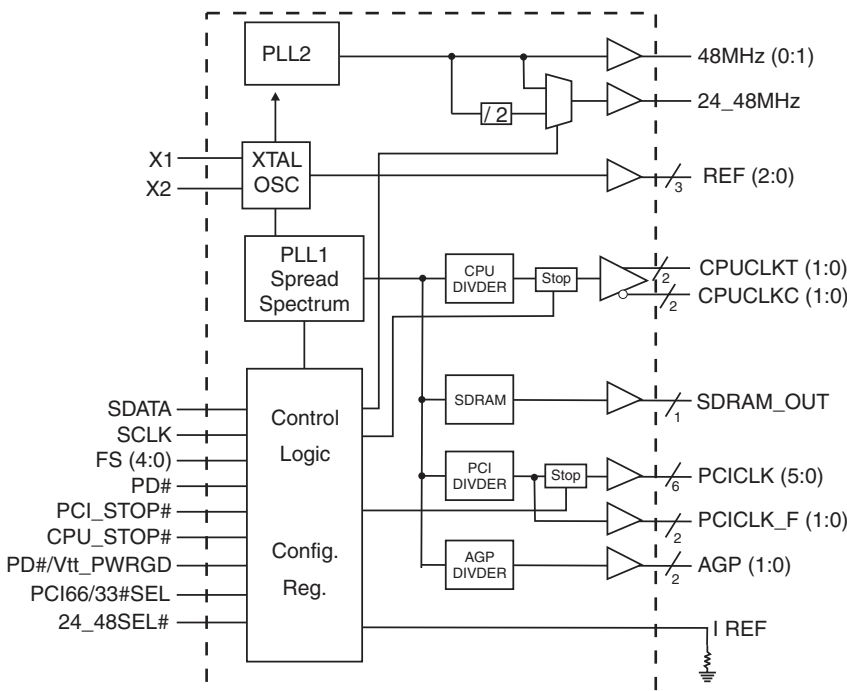 PLL2
48MHz (0:1)
/ 2
24_48MHz
X1
X2
XTAL
OSC
3
REF (2:0)
PLL1
Spread
Spectrum
CPU
DIVDER
Stop
2
CPUCLKT (1:0)
2
CPUCLKC (1:0)
SDATA
SCLK
FS (4:0)
PD#
PCI_STOP#
CPU_STOP#
PD#/Vtt_PWRGD
PCI66/33#SEL
24_48SEL#
Control
Logic
Config.
Reg.
SDRAM
1
SDRAM_OUT
PCI
DIVDER
Stop
6
PCICLK (5:0)
2
PCICLK_F (1:0)
AGP
DIVDER
2
AGP (1:0)
I REF